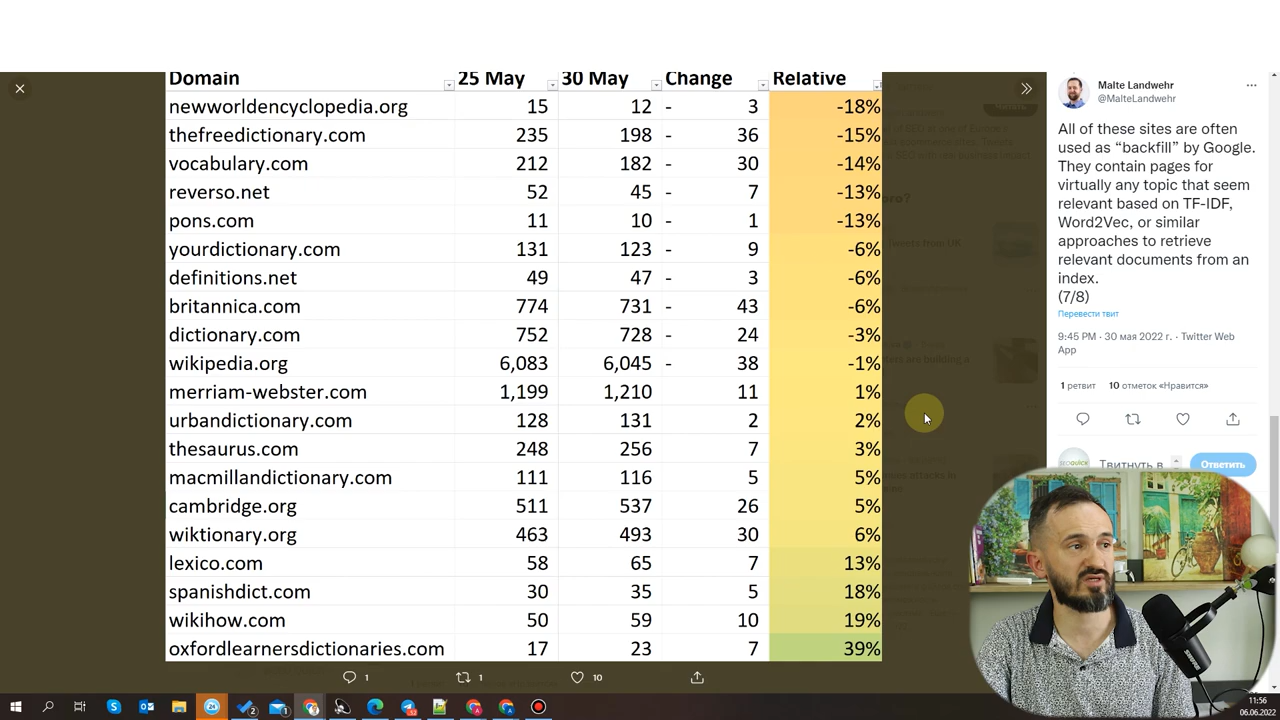 Domain 25 May 30 May Change Relative
newworldencyclopedia.org 15 12 - 3 -18%
thefreedictionary.com 235 198 - 36 -15%
vocabulary.com 212 182 - 30 -14%
reverso.net 52 45 - 7 -13%
pons.com 11 10 - 1 -13%
yourdictionary.com 131 123 - 9 -6%
definitions.net 49 47 - 3 -6%
britannica.com 774 731 - 43 -6%
dictionary.com 752 728 - 24 -3%
wikipedia.org 6,083 6,045 - 38 -1%
merriam-webster.com 1,199 1,210 11 1%
urbandictionary.com 128 131 2 2%
thesaurus.com 248 256 7 3%
macmillandictionary.com 111 116 5 5%
cambridge.org 511 537 26 5%
wiktionary.org 463 493 30 6%
lexico.com 58 65 7 13%
spanishdict.com 30 35 5 18%
wikihow.com 50 59 10 19%
oxfordlearnersdictionaries.com 17 23 7 39%
1 1 10
Malte Landwehr
@MalteLandwehr
All of these sites are often
used as “backfill” by Google.
They contain pages for
virtually any topic that seem
relevant based on TF-IDF,
Word2Vec, or similar
approaches to retrieve
relevant documents from an
index.
(7/8)
Перевести твит
9:45 PM · 30 мая 2022 г. · Twitter Web
App
1 ретвит 10 отметок «Нравится»
Твитнуть в
Ответить
11:56
06.06.2022